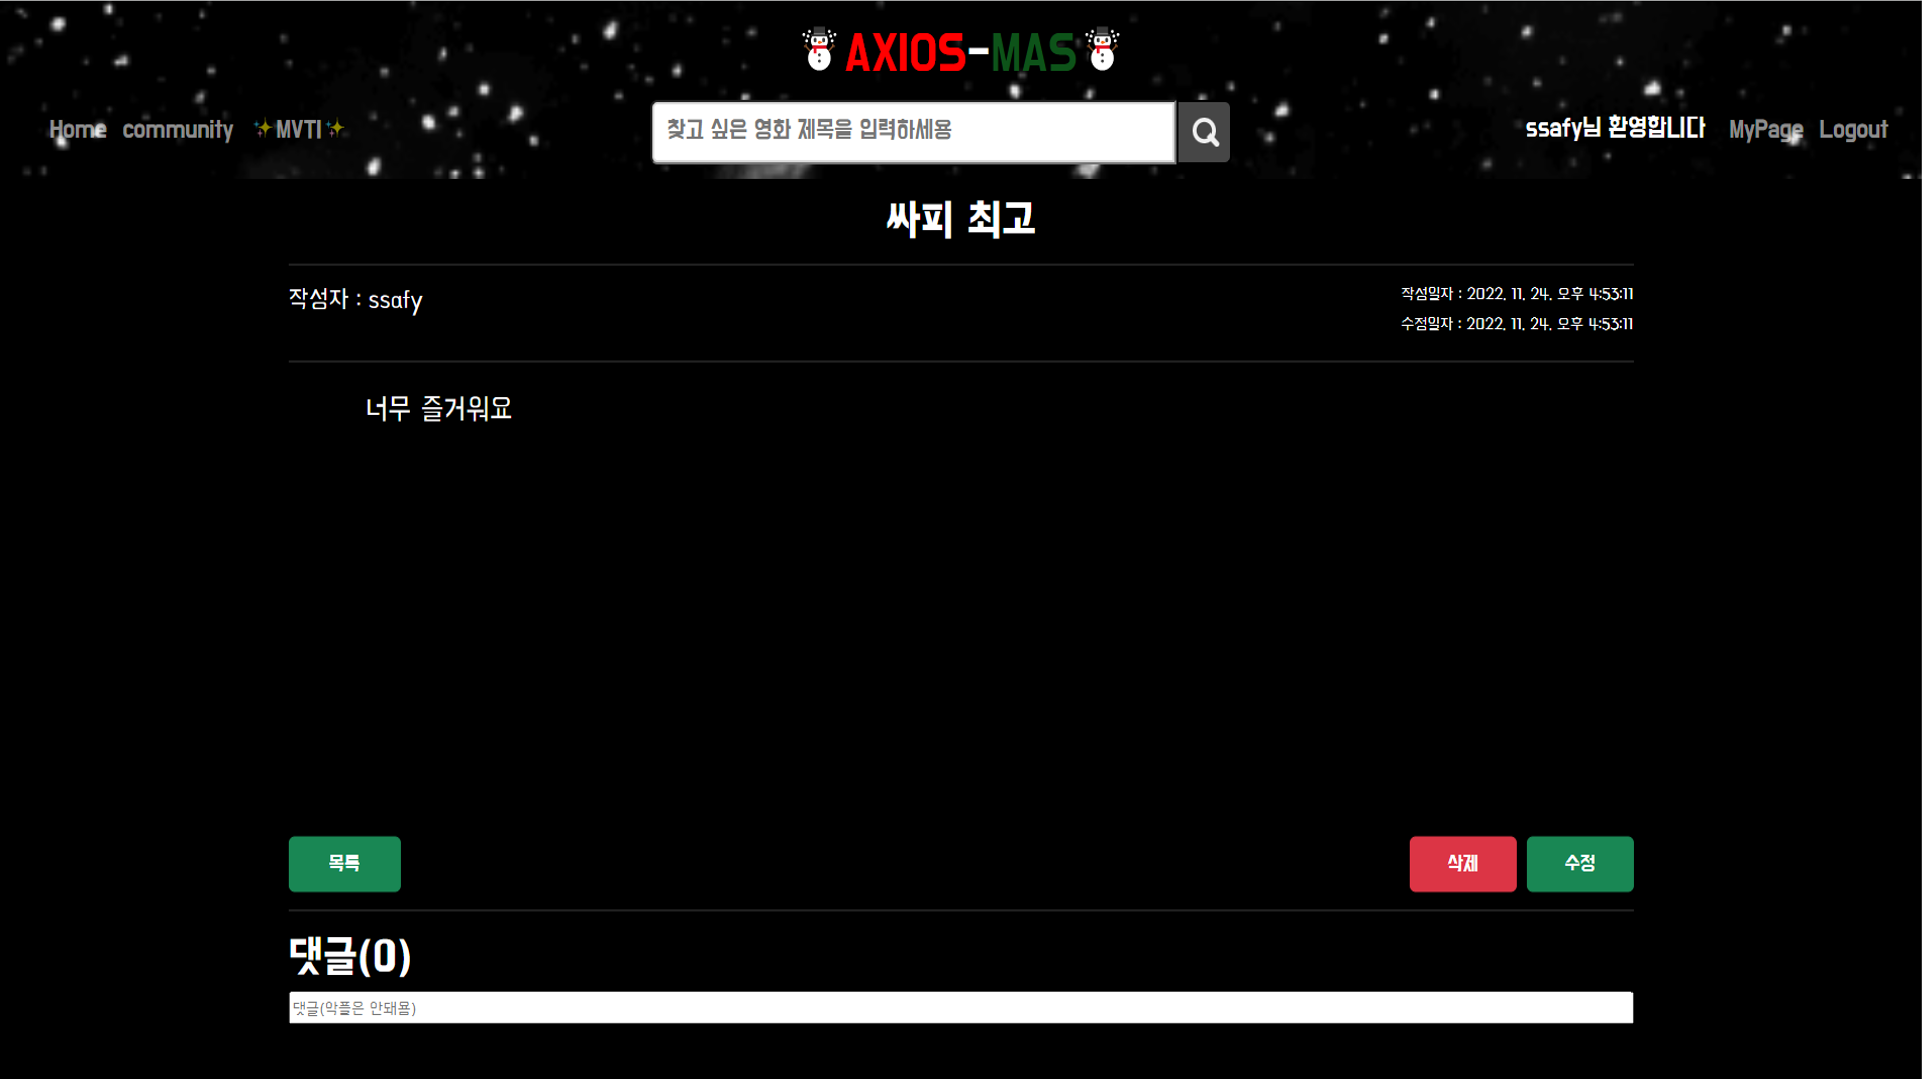 AXIOS-MAS
Home community ✨MVTI✨
찾고 싶은 영화 제목을 입력하세용
ssafy님 환영합니다 MyPage Logout
싸피 최고
작성자 : ssafy
작성일자 : 2022. 11. 24. 오후 4:53:11
수정일자 : 2022. 11. 24. 오후 4:53:11
너무 즐거워요
목록
삭제 수정
댓글(0)
댓글(악플은 안돼욤)